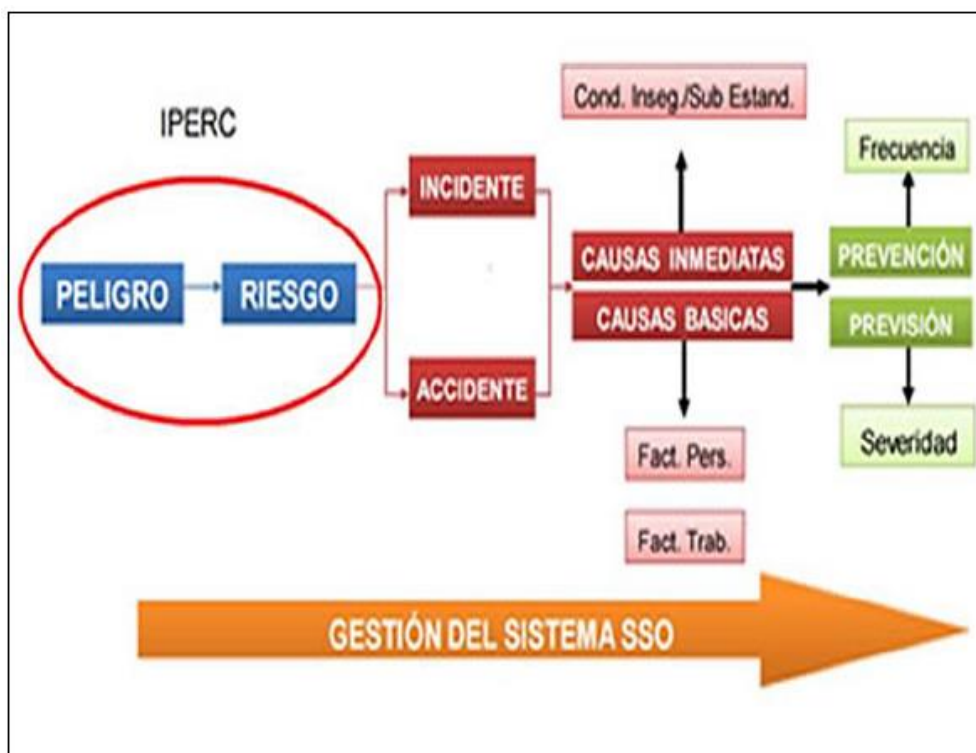 IPERC
PELIGRO
RIESGO
INCIDENTE
ACCIDENTE
Cond. Inseg./Sub Estand.
CAUSAS INMEDIATAS
CAUSAS BASICAS
Fact. Pers.
Fact. Trab.
Frecuencia
PREVENCIÓN
PREVISIÓN
Severidad
GESTIÓN DEL SISTEMA SSO